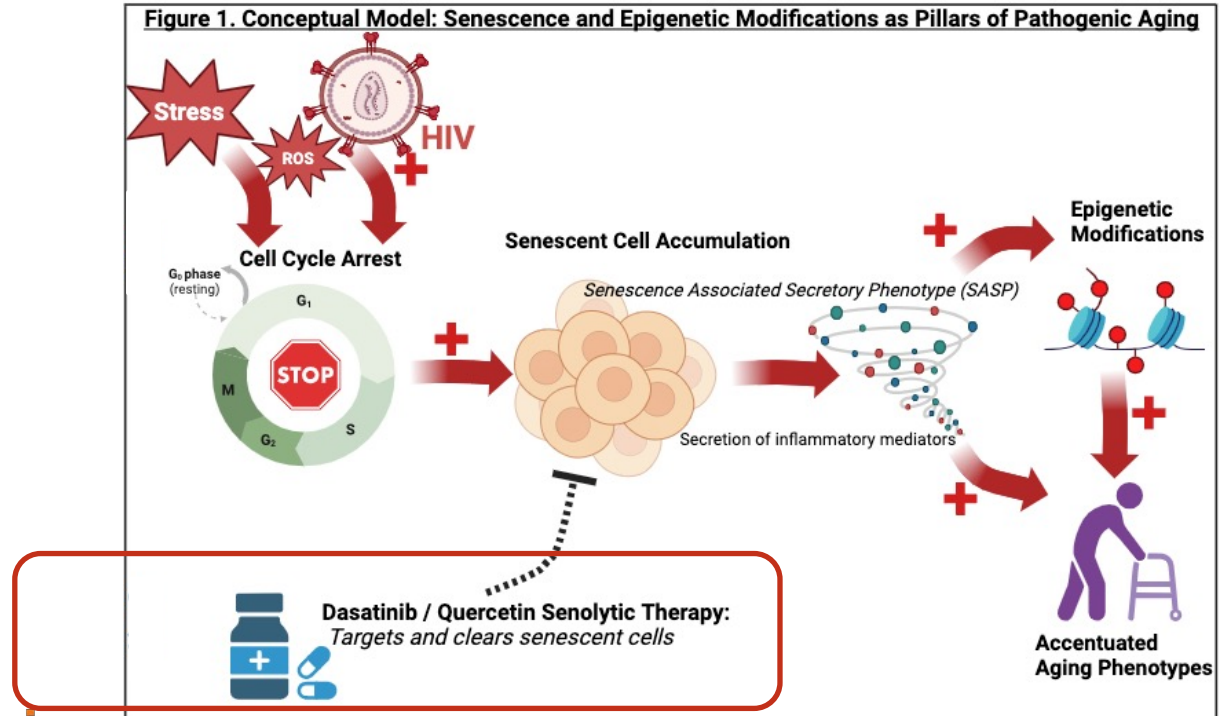 Figure 1. Conceptual Model: Senescence and Epigenetic Modifications as Pillars of Pathogenic Aging
Stress
ROS
HIV
Cell Cycle Arrest
G₀ phase
(resting)
G₁
STOP
M
S
G₂
Senescent Cell Accumulation
Senescence Associated Secretory Phenotype (SASP)
Secretion of inflammatory mediators
Epigenetic
Modifications
Accentuated
Aging Phenotypes
Dasatinib / Quercetin Senolytic Therapy:
Targets and clears senescent cells